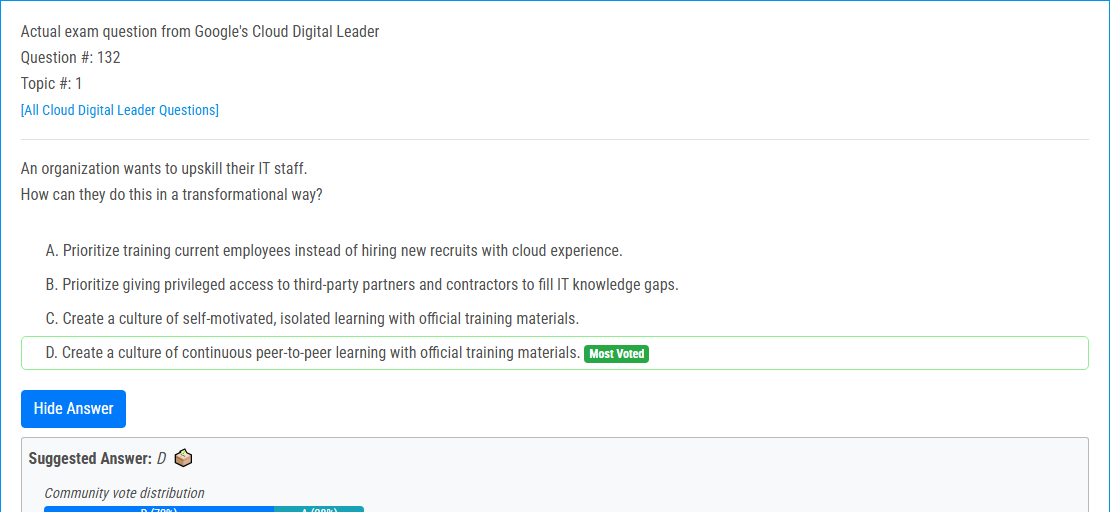 Actual exam question from Google's Cloud Digital Leader
Question #: 132
Topic #: 1
[All Cloud Digital Leader Questions]
An organization wants to upskill their IT staff.
How can they do this in a transformational way?
A. Prioritize training current employees instead of hiring new recruits with cloud experience.
B. Prioritize giving privileged access to third-party partners and contractors to fill IT knowledge gaps.
C. Create a culture of self-motivated, isolated learning with official training materials.
D. Create a culture of continuous peer-to-peer learning with official training materials. Most Voted
Hide Answer
Suggested Answer: D
Community vote distribution